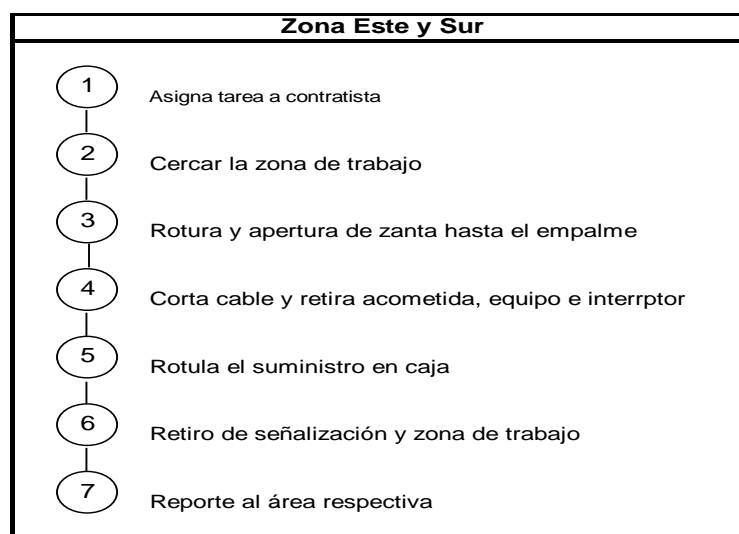 Zona Este y Sur
1 Asigna tarea a contratista
2 Cercar la zona de trabajo
3 Rotura y apertura de zanta hasta el empalme
4 Corta cable y retira acometida, equipo e interrptor
5 Rotula el suministro en caja
6 Retiro de señalización y zona de trabajo
7 Reporte al área respectiva